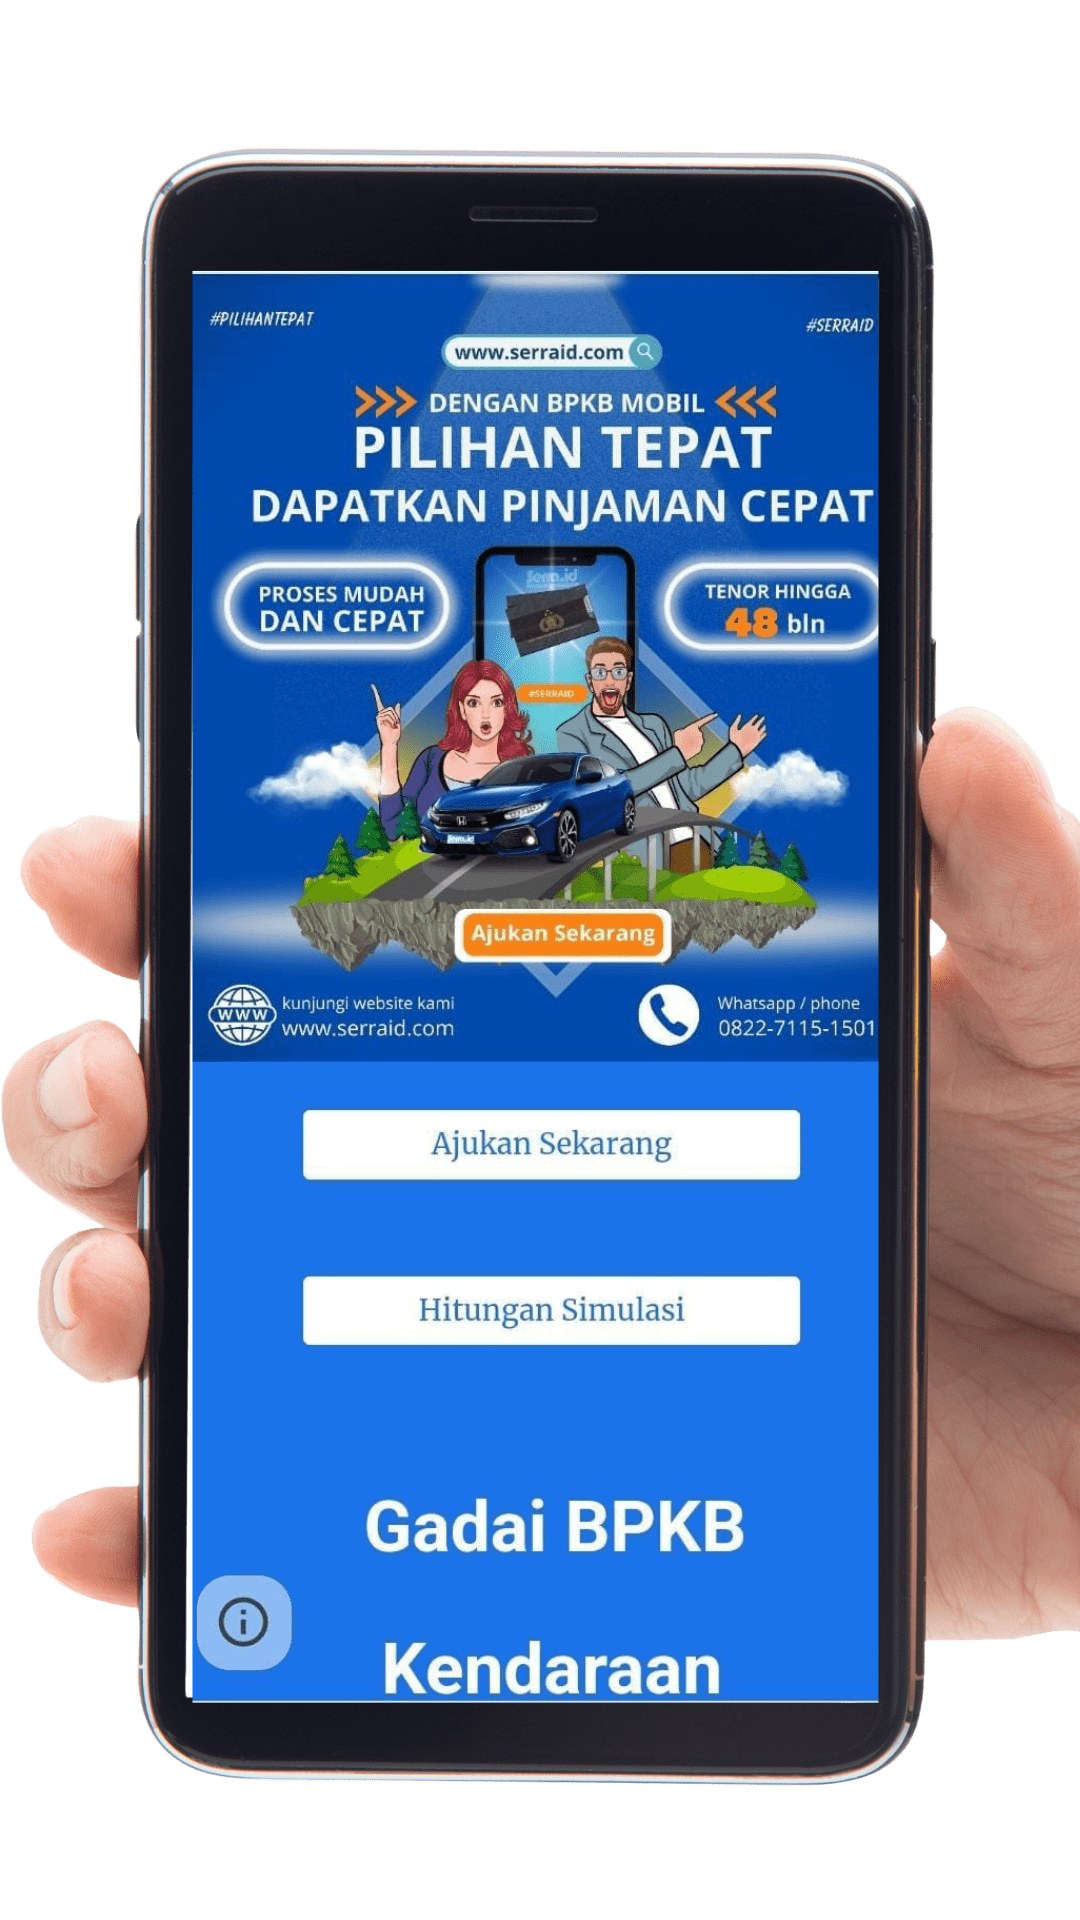 #PILIHANTEPAT
#SERRAID
www.serraid.com
>>> DENGAN BPKB MOBIL <<<
PILIHAN TEPAT
DAPATKAN PINJAMAN CEPAT
PROSES MUDAH
DAN CEPAT
TENOR HINGGA
48 bln
Serra.id
#SERRAID
Serra.id
Ajukan Sekarang
WWW
kunjungi website kami
www.serraid.com
Whatsapp / phone
0822-7115-1501
Ajukan Sekarang
Hitungan Simulasi
Gadai BPKB
Kendaraan